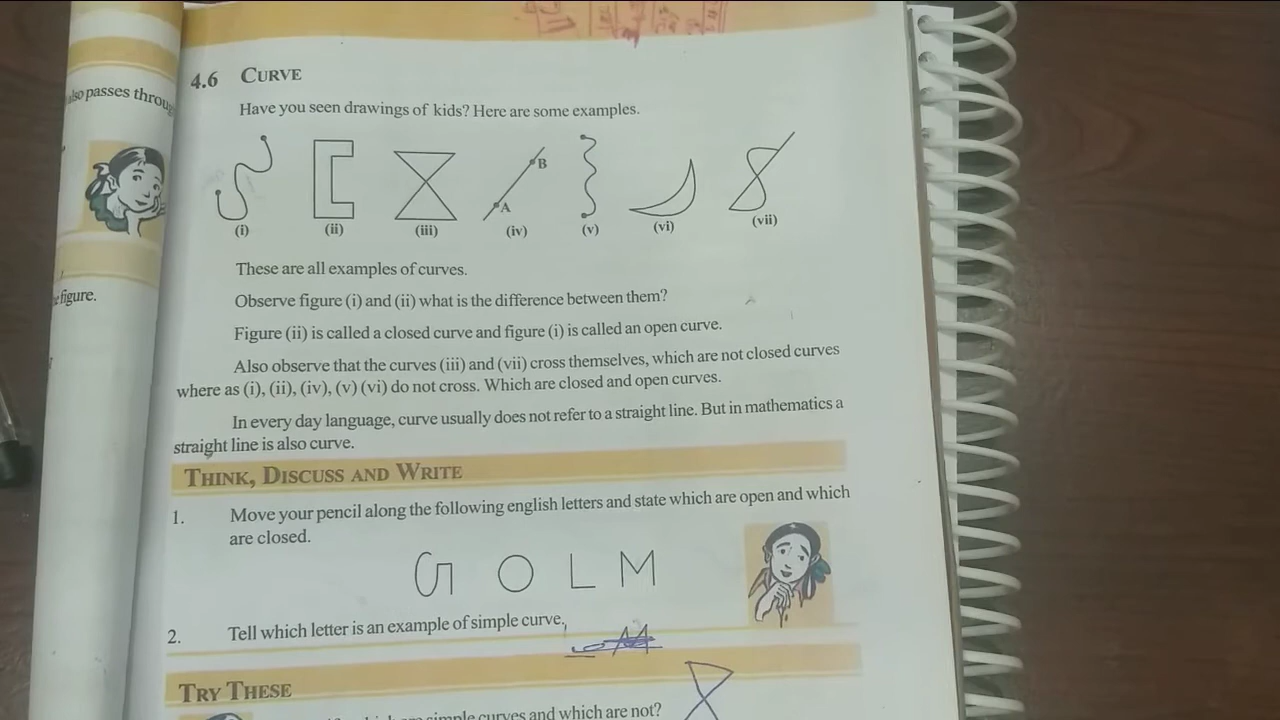 also passes
figure.
4.6 CURVE
Have you seen drawings of kids? Here are some examples.
B
A
(i) (ii) (iii) (iv) (v) (vi) (vii)
These are all examples of curves.
Observe figure (i) and (ii) what is the difference between them?
Figure (ii) is called a closed curve and figure (i) is called an open curve.
Also observe that the curves (iii) and (vii) cross themselves, which are not closed curves
where as (i), (ii), (iv), (v) (vi) do not cross. Which are closed and open curves.
In every day language, curve usually does not refer to a straight line. But in mathematics a
straight line is also curve.
THINK, DISCUSS AND WRITE
1. Move your pencil along the following english letters and state which are open and which
are closed.
G O L M
2. Tell which letter is an example of simple curve.
TRY THESE
simple curves and which are not?